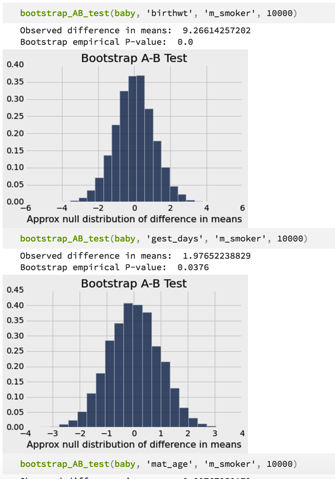 bootstrap_AB_test(baby, 'birthwt', 'm_smoker', 10000)
Observed difference in means: 9.26614257202
Bootstrap empirical P-value: 0.0
Bootstrap A-B Test
0.40
0.35
0.30
0.25
0.20
0.15
0.10
0.05
0.00
−6 −4 −2 0 2 4 6
Approx null distribution of difference in means
bootstrap_AB_test(baby, 'gest_days', 'm_smoker', 10000)
Observed difference in means: 1.97652238829
Bootstrap empirical P-value: 0.0376
Bootstrap A-B Test
0.45
0.40
0.35
0.30
0.25
0.20
0.15
0.10
0.05
0.00
−4 −3 −2 −1 0 1 2 3 4
Approx null distribution of difference in means
bootstrap_AB_test(baby, 'mat_age', 'm_smoker', 10000)